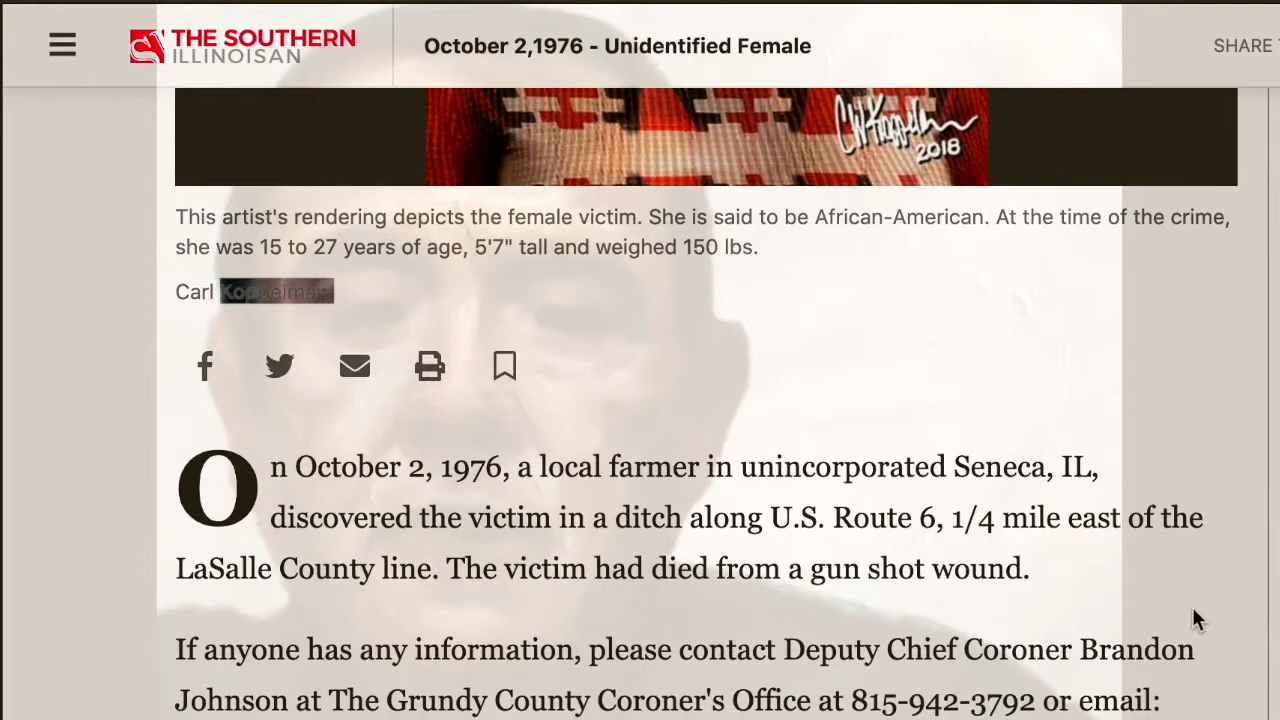 THE SOUTHERN
ILLINOISAN
October 2,1976 - Unidentified Female
SHARE
CWKoppelman
2018
This artist's rendering depicts the female victim. She is said to be African-American. At the time of the crime,
she was 15 to 27 years of age, 5'7" tall and weighed 150 lbs.
Carl Koppelman
On October 2, 1976, a local farmer in unincorporated Seneca, IL,
discovered the victim in a ditch along U.S. Route 6, 1/4 mile east of the
LaSalle County line. The victim had died from a gun shot wound.
If anyone has any information, please contact Deputy Chief Coroner Brandon
Johnson at The Grundy County Coroner's Office at 815-942-3792 or email: